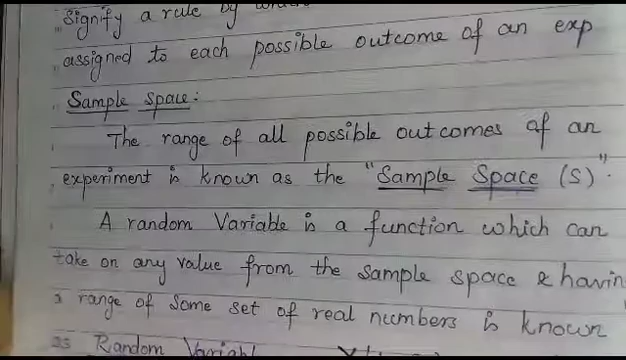 Signify a rule by
assigned to each possible outcome of an exp
Sample Space:
The range of all possible outcomes of an
experiment is known as the "Sample Space (S)".
A random Variable is a function which can
take on any value from the sample space & havin
a range of some set of real numbers is known
as Random Variabl